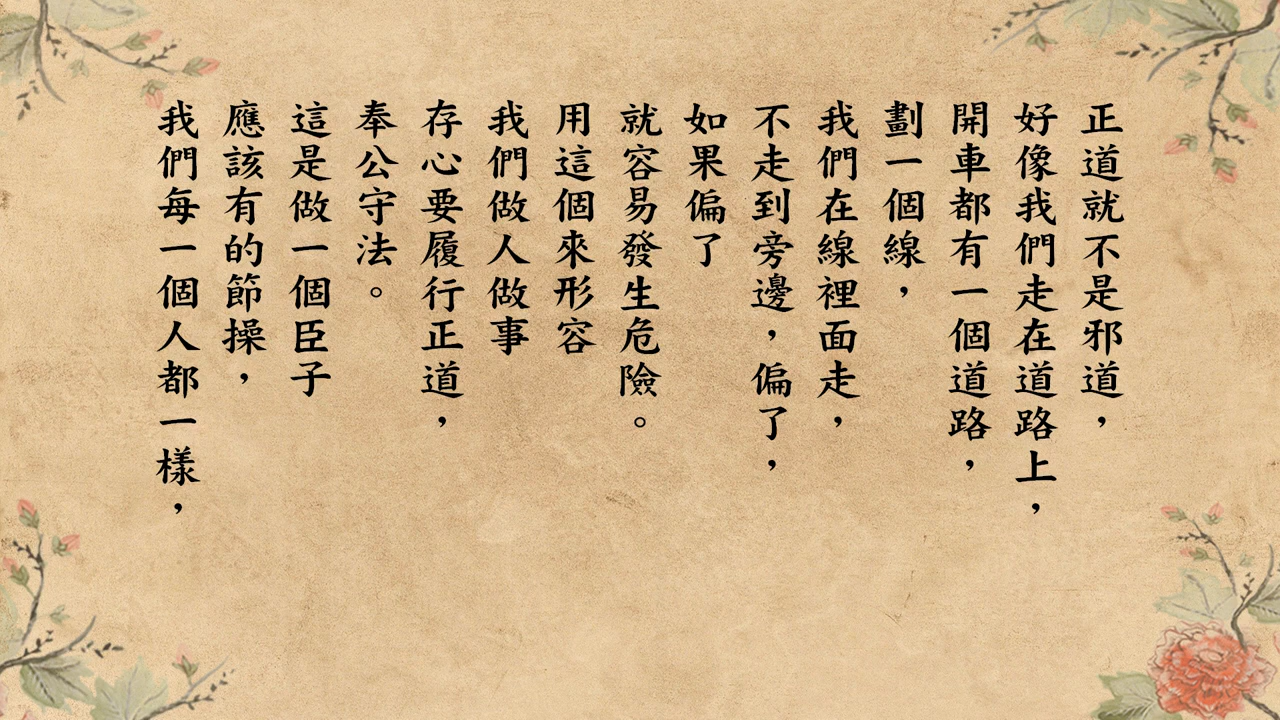 正道就不是邪道，
好像我們走在道路上，
開車都有一個道路，
劃一個線，
我們在線裡面走，
不走到旁邊，偏了，
如果偏了
就容易發生危險。
用這個來形容
我們做人做事
存心要履行正道，
奉公守法。
這是做一個臣子
應該有的節操，
我們每一個人都一樣，